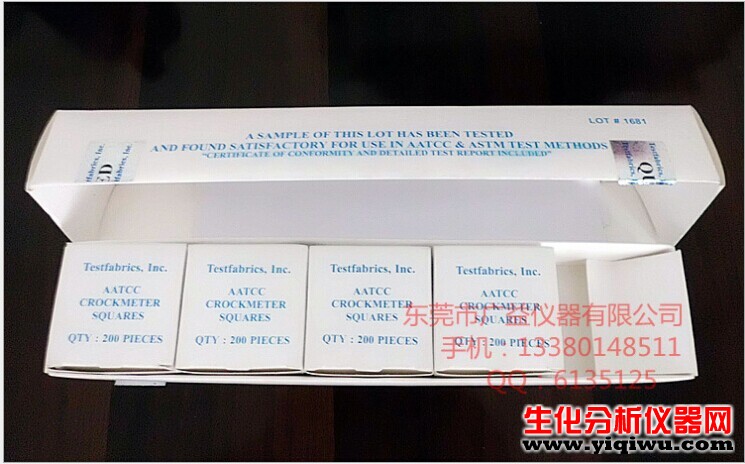 LOT # 1681
A SAMPLE OF THIS LOT HAS BEEN TESTED
AND FOUND SATISFACTORY FOR USE IN AATCC & ASTM TEST METHODS
"CERTIFICATE OF CONFORMITY AND DETAILED TEST REPORT INCLUDED"
Testfabrics, Inc.
AATCC
CROCKMETER
SQUARES
QTY : 200 PIECES
Testfabrics, Inc.
AATCC
CROCKMETER
SQUARES
QTY : 200 PIECES
Testfabrics, Inc.
AATCC
CROCKMETER
SQUARES
QTY : 200 PIECES
Testfabrics, Inc.
AATCC
CROCKMETER
SQUARES
QTY : 200 PIECES
东莞市广益仪器有限公司
手机：13380148511
QQ：6135125
生化分析仪器网
www.yiqiwu.com